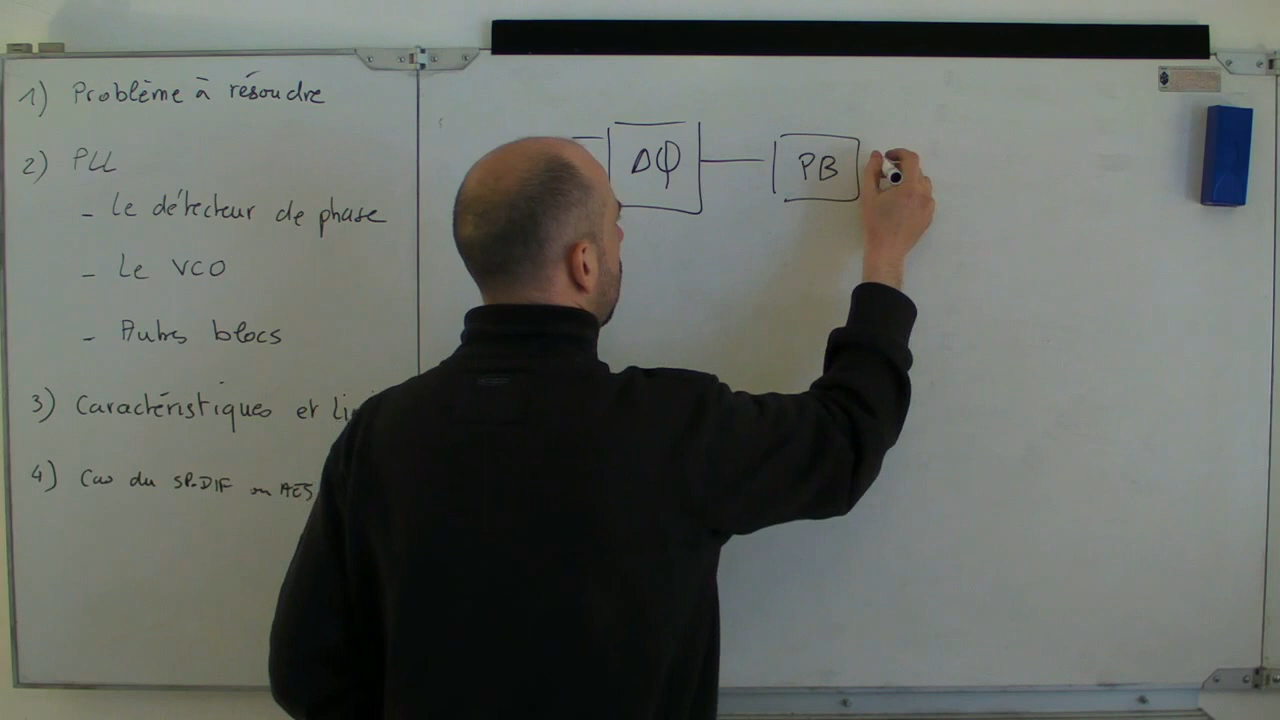 1) Problème à résoudre
2) PLL
- Le détecteur de phase
- Le VCO
- Autres blocs
3) Caractéristiques et
4) Cas du SP-DIF ou AES
Δφ
PB